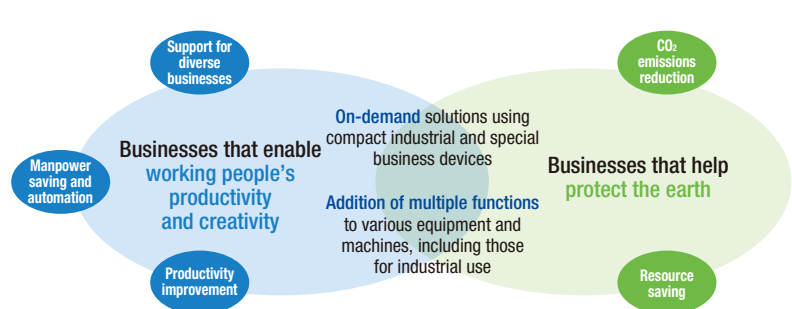 Support for
diverse
businesses
CO₂
emissions
reduction
On-demand solutions using
compact industrial and special
business devices
Businesses that enable
working people's
productivity
and creativity
Manpower
saving and
automation
Businesses that help
protect the earth
Addition of multiple functions
to various equipment and
machines, including those
for industrial use
Productivity
improvement
Resource
saving